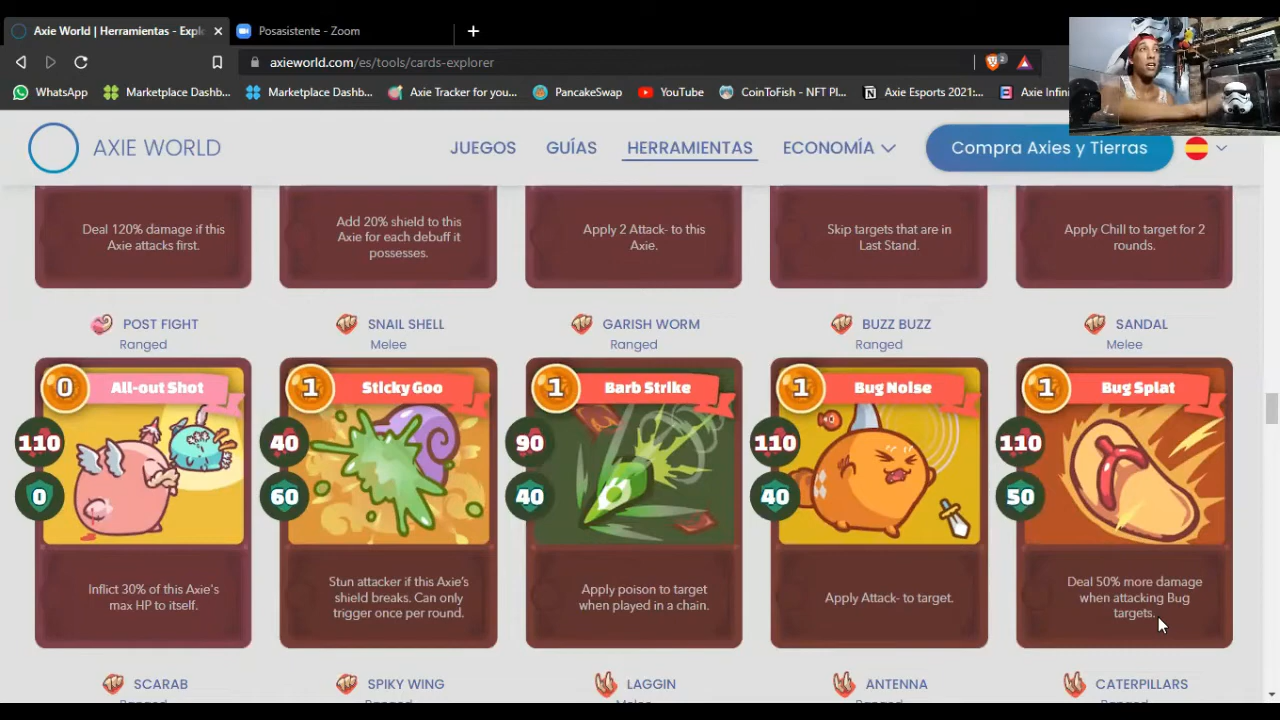 Axie World | Herramientas - Explo
Posasistente - Zoom
axieworld.com/es/tools/cards-explorer
2
WhatsApp
Marketplace Dashb...
Marketplace Dashb...
Axie Tracker for you...
PancakeSwap
YouTube
CoinToFish - NFT Pl...
Axie Esports 2021:...
Axie Infini
AXIE WORLD
JUEGOS
GUÍAS
HERRAMIENTAS
ECONOMÍA
Compra Axies y Tierras
Deal 120% damage if this
Axie attacks first.
Add 20% shield to this
Axie for each debuff it
possesses.
Apply 2 Attack- to this
Axie.
Skip targets that are in
Last Stand.
Apply Chill to target for 2
rounds.
POST FIGHT
Ranged
SNAIL SHELL
Melee
GARISH WORM
Ranged
BUZZ BUZZ
Ranged
SANDAL
Melee
0
All-out Shot
110
0
Inflict 30% of this Axie's
max HP to itself.
1
Sticky Goo
40
60
Stun attacker if this Axie's
shield breaks. Can only
trigger once per round.
1
Barb Strike
90
40
Apply poison to target
when played in a chain.
1
Bug Noise
110
40
Apply Attack- to target.
1
Bug Splat
110
50
Deal 50% more damage
when attacking Bug
targets.
SCARAB
Ranged
SPIKY WING
Ranged
LAGGIN
Melee
ANTENNA
Ranged
CATERPILLARS
Ranged